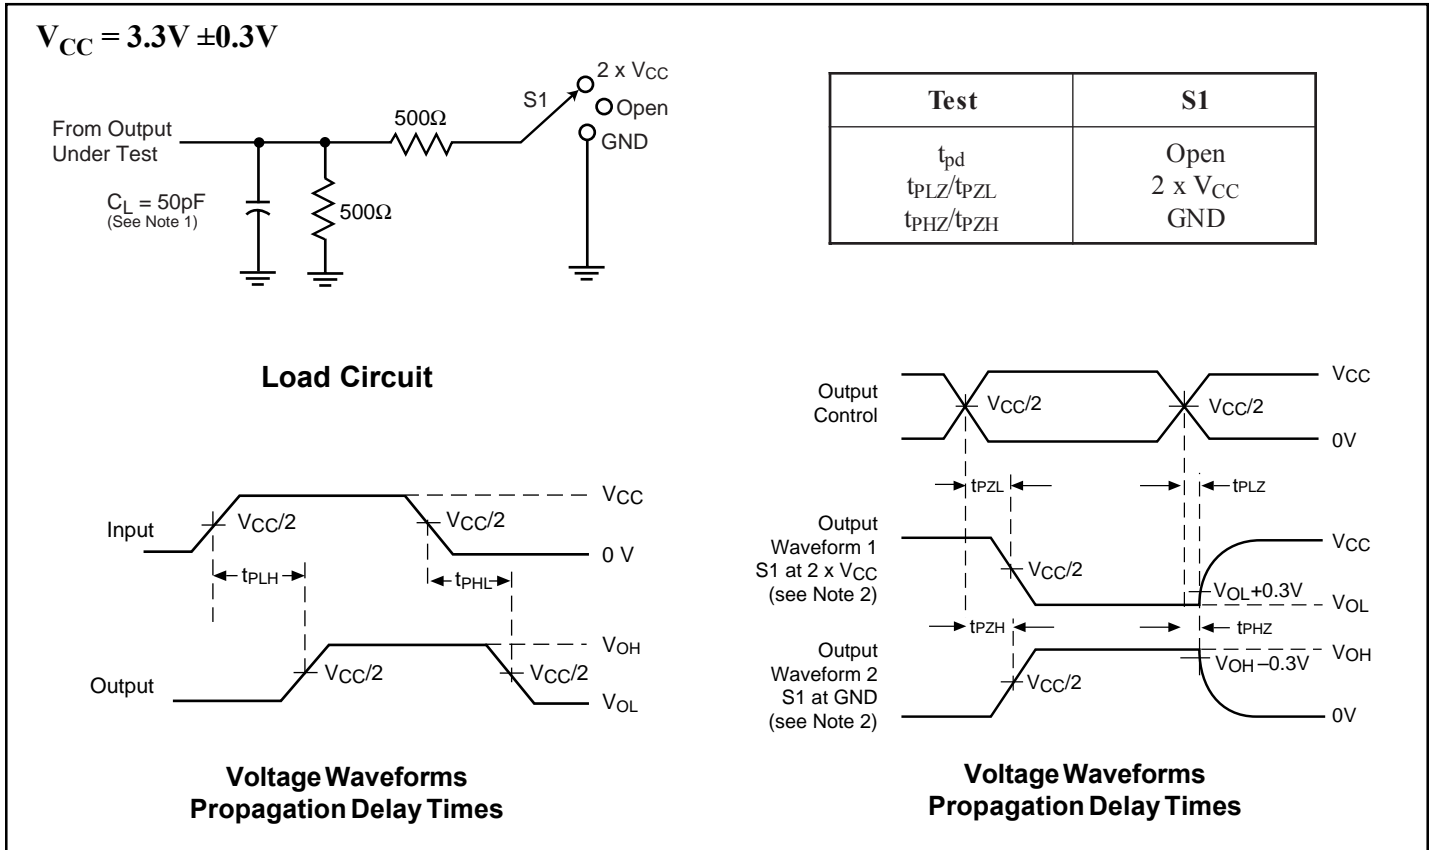 VCC = 3.3V ±0.3V
2 x VCC
S1
Open
500Ω
GND
From Output
Under Test
CL = 50pF
(See Note 1)
500Ω
Load Circuit
Test S1
tpd Open
tPLZ/tPZL 2 x VCC
tPHZ/tPZH GND
Input
VCC/2
VCC/2
VCC
0 V
tPLH
tPHL
Output
VCC/2
VCC/2
VOH
VOL
Voltage Waveforms
Propagation Delay Times
Output
Control
VCC/2
VCC/2
VCC
0V
tPZL
tPLZ
Output
Waveform 1
S1 at 2 x VCC
(see Note 2)
VCC/2
VCC
VOL+0.3V
VOL
tPZH
tPHZ
Output
Waveform 2
S1 at GND
(see Note 2)
VCC/2
VOH
VOH–0.3V
0V
Voltage Waveforms
Propagation Delay Times